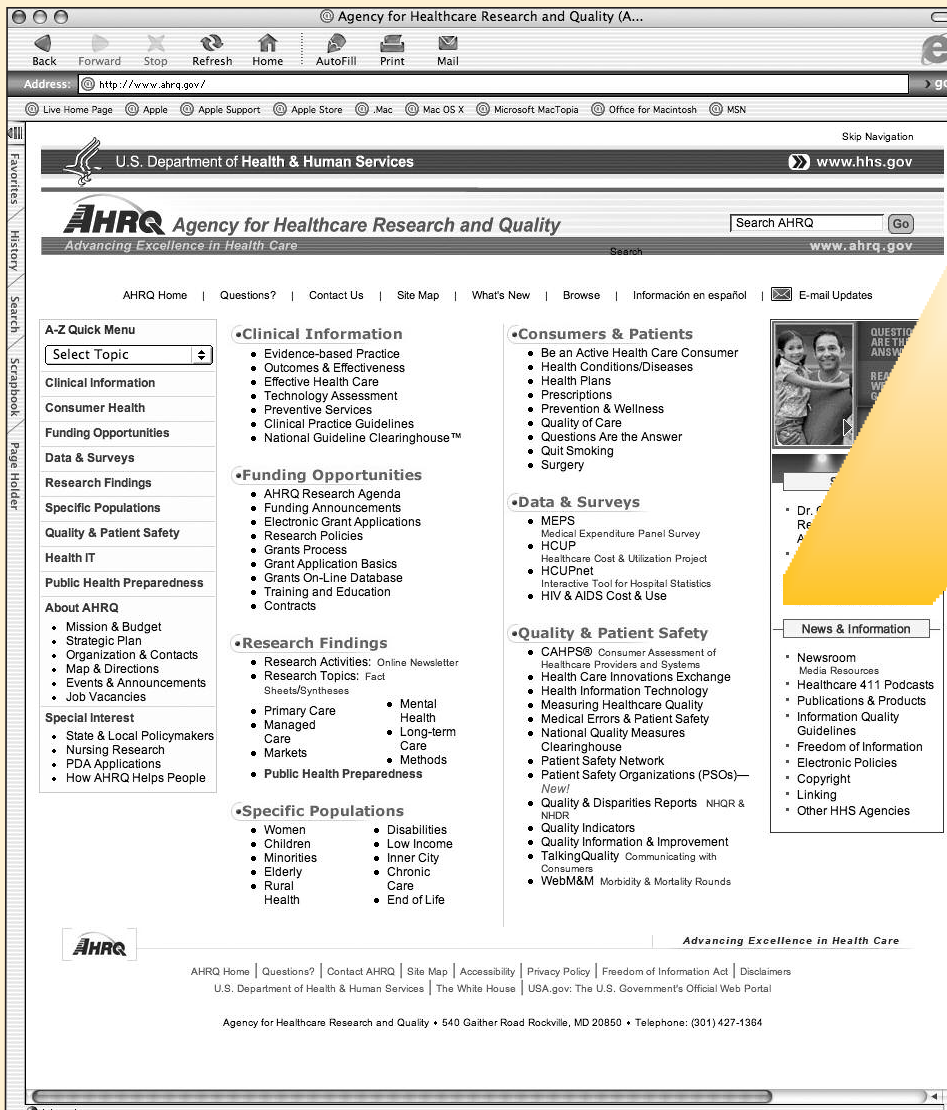 Agency for Healthcare Research and Quality (A...
Back
Forward
Stop
Refresh
Home
AutoFill
Print
Mail
Address:
http://www.ahrq.gov/
Live Home Page
Apple
Apple Support
Apple Store
.Mac
Mac OS X
Microsoft MacTopia
Office for Macintosh
MSN
Favorites
History
Search
Scrapbook
Page Holder
Skip Navigation
U.S. Department of Health & Human Services
www.hhs.gov
AHRQ Agency for Healthcare Research and Quality
Search AHRQ
Go
Advancing Excellence in Health Care
Search
www.ahrq.gov
AHRQ Home | Questions? | Contact Us | Site Map | What's New | Browse | Información en español | E-mail Updates
A-Z Quick Menu
Select Topic
Clinical Information
Consumer Health
Funding Opportunities
Data & Surveys
Research Findings
Specific Populations
Quality & Patient Safety
Health IT
Public Health Preparedness
About AHRQ
• Mission & Budget
• Strategic Plan
• Organization & Contacts
• Map & Directions
• Events & Announcements
• Job Vacancies
Special Interest
• State & Local Policymakers
• Nursing Research
• PDA Applications
• How AHRQ Helps People
•Clinical Information
• Evidence-based Practice
• Outcomes & Effectiveness
• Effective Health Care
• Technology Assessment
• Preventive Services
• Clinical Practice Guidelines
• National Guideline Clearinghouse™
•Funding Opportunities
• AHRQ Research Agenda
• Funding Announcements
• Electronic Grant Applications
• Research Policies
• Grants Process
• Grant Application Basics
• Grants On-Line Database
• Training and Education
• Contracts
•Research Findings
• Research Activities: Online Newsletter
• Research Topics: Fact
Sheets/Syntheses
• Primary Care
• Managed
Care
• Markets
• Mental
Health
• Long-term
Care
• Methods
• Public Health Preparedness
•Specific Populations
• Women
• Children
• Minorities
• Elderly
• Rural
Health
• Disabilities
• Low Income
• Inner City
• Chronic
Care
• End of Life
•Consumers & Patients
• Be an Active Health Care Consumer
• Health Conditions/Diseases
• Health Plans
• Prescriptions
• Prevention & Wellness
• Quality of Care
• Questions Are the Answer
• Quit Smoking
• Surgery
•Data & Surveys
• MEPS
Medical Expenditure Panel Survey
• HCUP
Healthcare Cost & Utilization Project
• HCUPnet
Interactive Tool for Hospital Statistics
• HIV & AIDS Cost & Use
•Quality & Patient Safety
• CAHPS® Consumer Assessment of
Healthcare Providers and Systems
• Health Care Innovations Exchange
• Health Information Technology
• Measuring Healthcare Quality
• Medical Errors & Patient Safety
• National Quality Measures
Clearinghouse
• Patient Safety Network
• Patient Safety Organizations (PSOs)—
New!
• Quality & Disparities Reports NHQR &
NHDR
• Quality Indicators
• Quality Information & Improvement
• TalkingQuality Communicating with
Consumers
• WebM&M Morbidity & Mortality Rounds
ARE TH
Dr.
News & Information
Newsroom
Media Resources
Healthcare 411 Podcasts
Publications & Products
Information Quality
Guidelines
Freedom of Information
Electronic Policies
Copyright
Linking
Other HHS Agencies
AHRQ
Advancing Excellence in Health Care
AHRQ Home | Questions? | Contact AHRQ | Site Map | Accessibility | Privacy Policy | Freedom of Information Act | Disclaimers
U.S. Department of Health & Human Services | The White House | USA.gov: The U.S. Government's Official Web Portal
Agency for Healthcare Research and Quality • 540 Gaither Road Rockville, MD 20850 • Telephone: (301) 427-1364